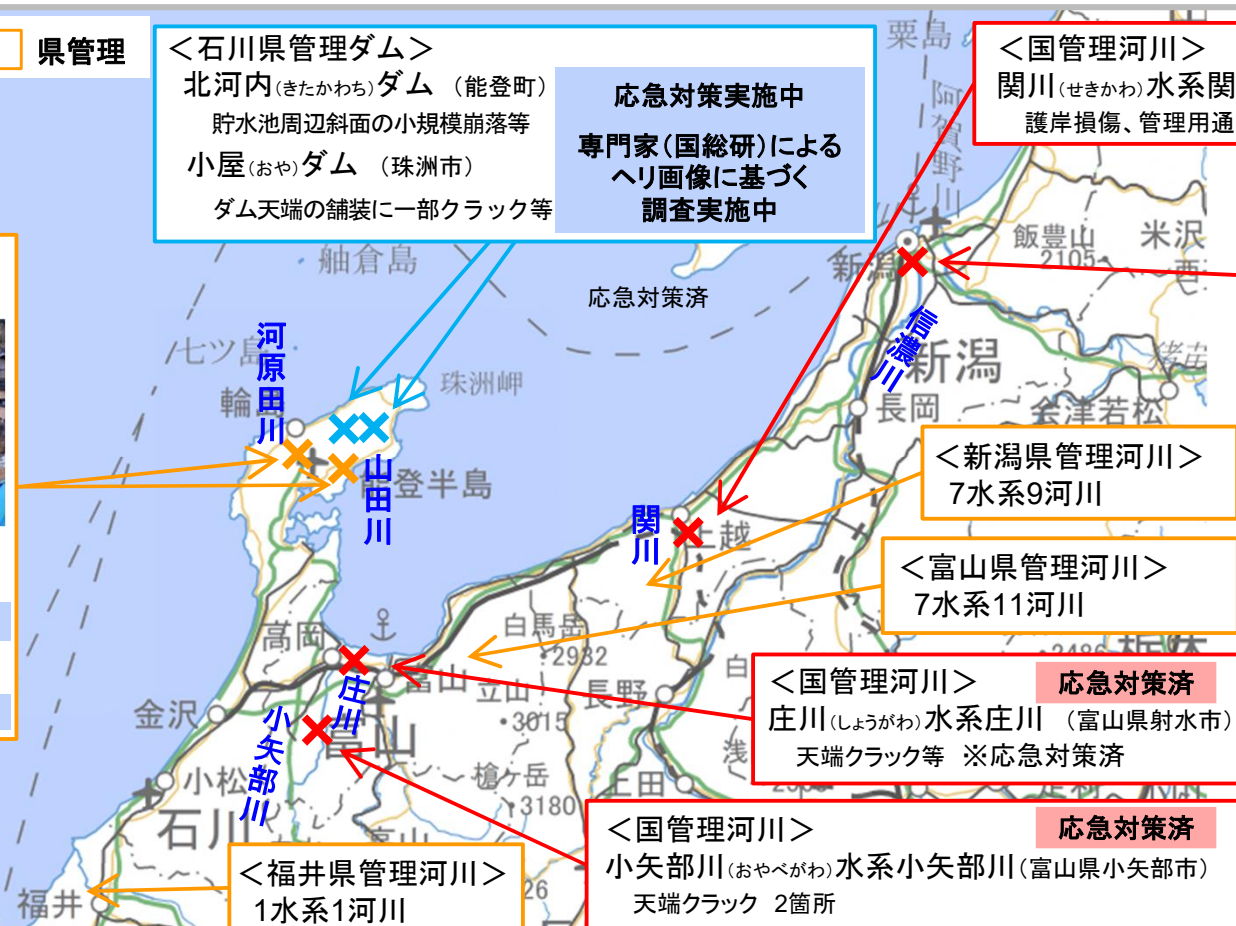 県管理
＜石川県管理ダム＞
北河内(きたかわち)ダム （能登町）
貯水池周辺斜面の小規模崩落等
小屋(おや)ダム （珠洲市）
ダム天端の舗装に一部クラック等
応急対策実施中
専門家（国総研）による
ヘリ画像に基づく
調査実施中
＜国管理河川＞
関川(せきかわ)水系関
護岸損傷、管理用通
粟島
阿賀野川
飯豊山
2105
米沢
新潟
舳倉島
応急対策済
信濃川
新潟
七ツ島
河原田川
輪島
珠洲岬
長岡
会津若松
山田川
能登半島
＜新潟県管理河川＞
7水系9河川
関川
上越
＜富山県管理河川＞
7水系11河川
高岡
白馬岳
2932
富山
立山
3015
長野
庄川
金沢
小矢部川
富山
＜国管理河川＞
応急対策済
庄川(しょうがわ)水系庄川 （富山県射水市）
天端クラック等 ※応急対策済
小松
槍ヶ岳
3180
上田
石川
＜国管理河川＞
応急対策済
小矢部川(おやべがわ)水系小矢部川(富山県小矢部市)
天端クラック 2箇所
＜福井県管理河川＞
1水系1河川
福井